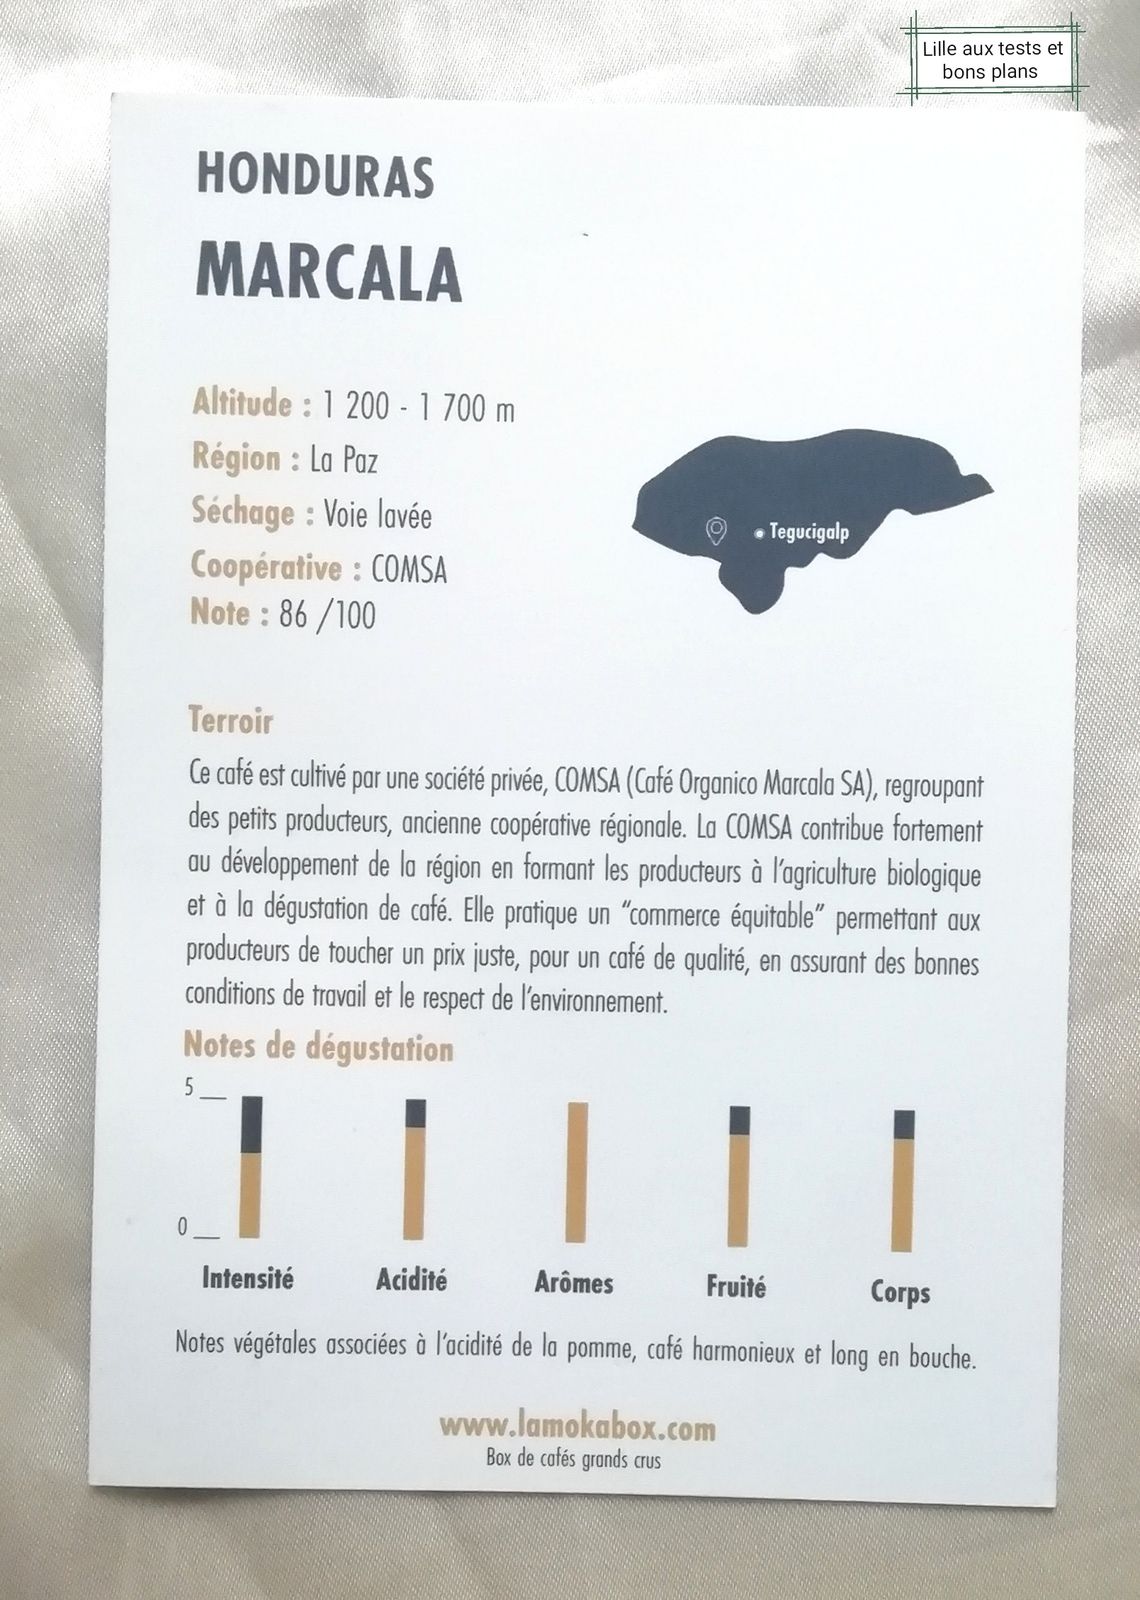 Lille aux tests et
bons plans
HONDURAS
MARCALA
Altitude : 1 200 - 1 700 m
Région : La Paz
Séchage : Voie lavée
Coopérative : COMSA
Note : 86 /100
Tegucigalp
Terroir
Ce café est cultivé par une société privée, COMSA (Café Organico Marcala SA), regroupant
des petits producteurs, ancienne coopérative régionale. La COMSA contribue fortement
au développement de la région en formant les producteurs à l'agriculture biologique
et à la dégustation de café. Elle pratique un "commerce équitable" permettant aux
producteurs de toucher un prix juste, pour un café de qualité, en assurant des bonnes
conditions de travail et le respect de l'environnement.
Notes de dégustation
5
0
Intensité Acidité Arômes Fruité Corps
Notes végétales associées à l'acidité de la pomme, café harmonieux et long en bouche.
www.lamokabox.com
Box de cafés grands crus